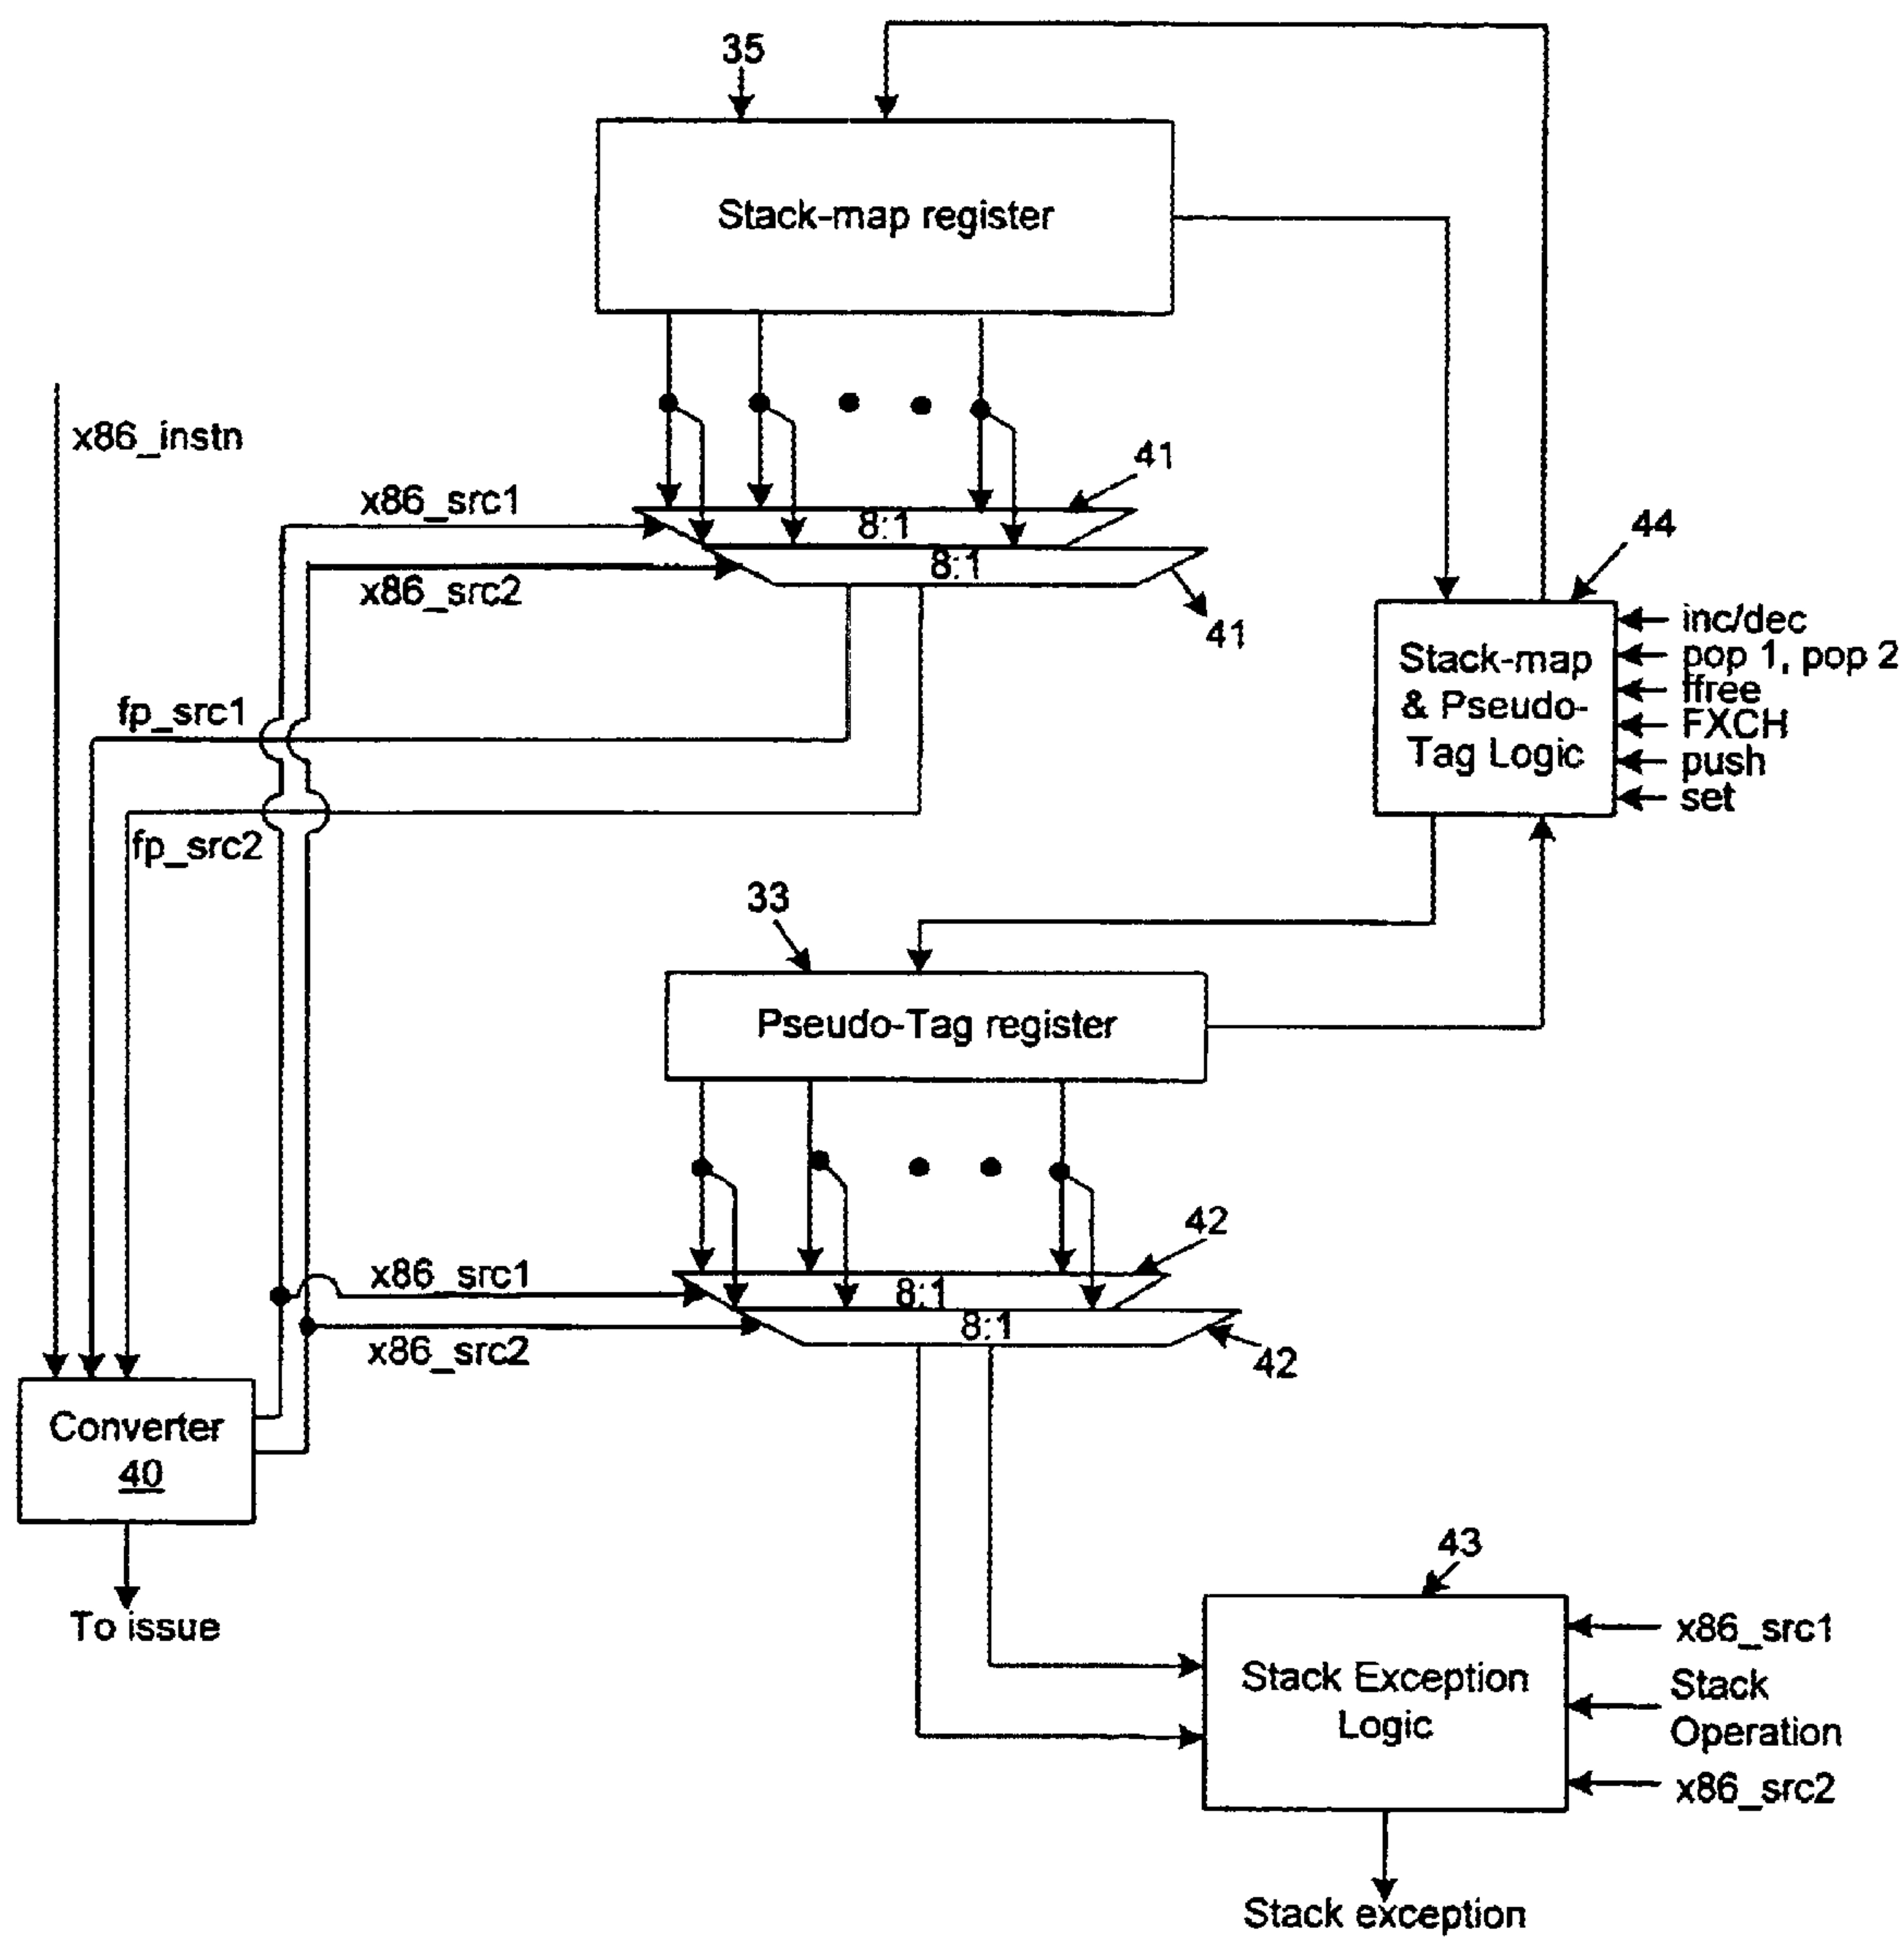 35
Stack-map register
x86_instn
41
x86_src1
8:1
44
8:1
x86_src2
inc/dec
41
Stack-map
pop 1, pop 2
ffree
& Pseudo-
fp_src1
FXCH
Tag Logic
push
set
fp_src2
33
Pseudo-Tag register
42
x86_src1
8:1
8:1
x86_src2
42
Converter
40
43
To issue
x86_src1
Stack Exception
Stack
Logic
Operation
x86_src2
Stack exception